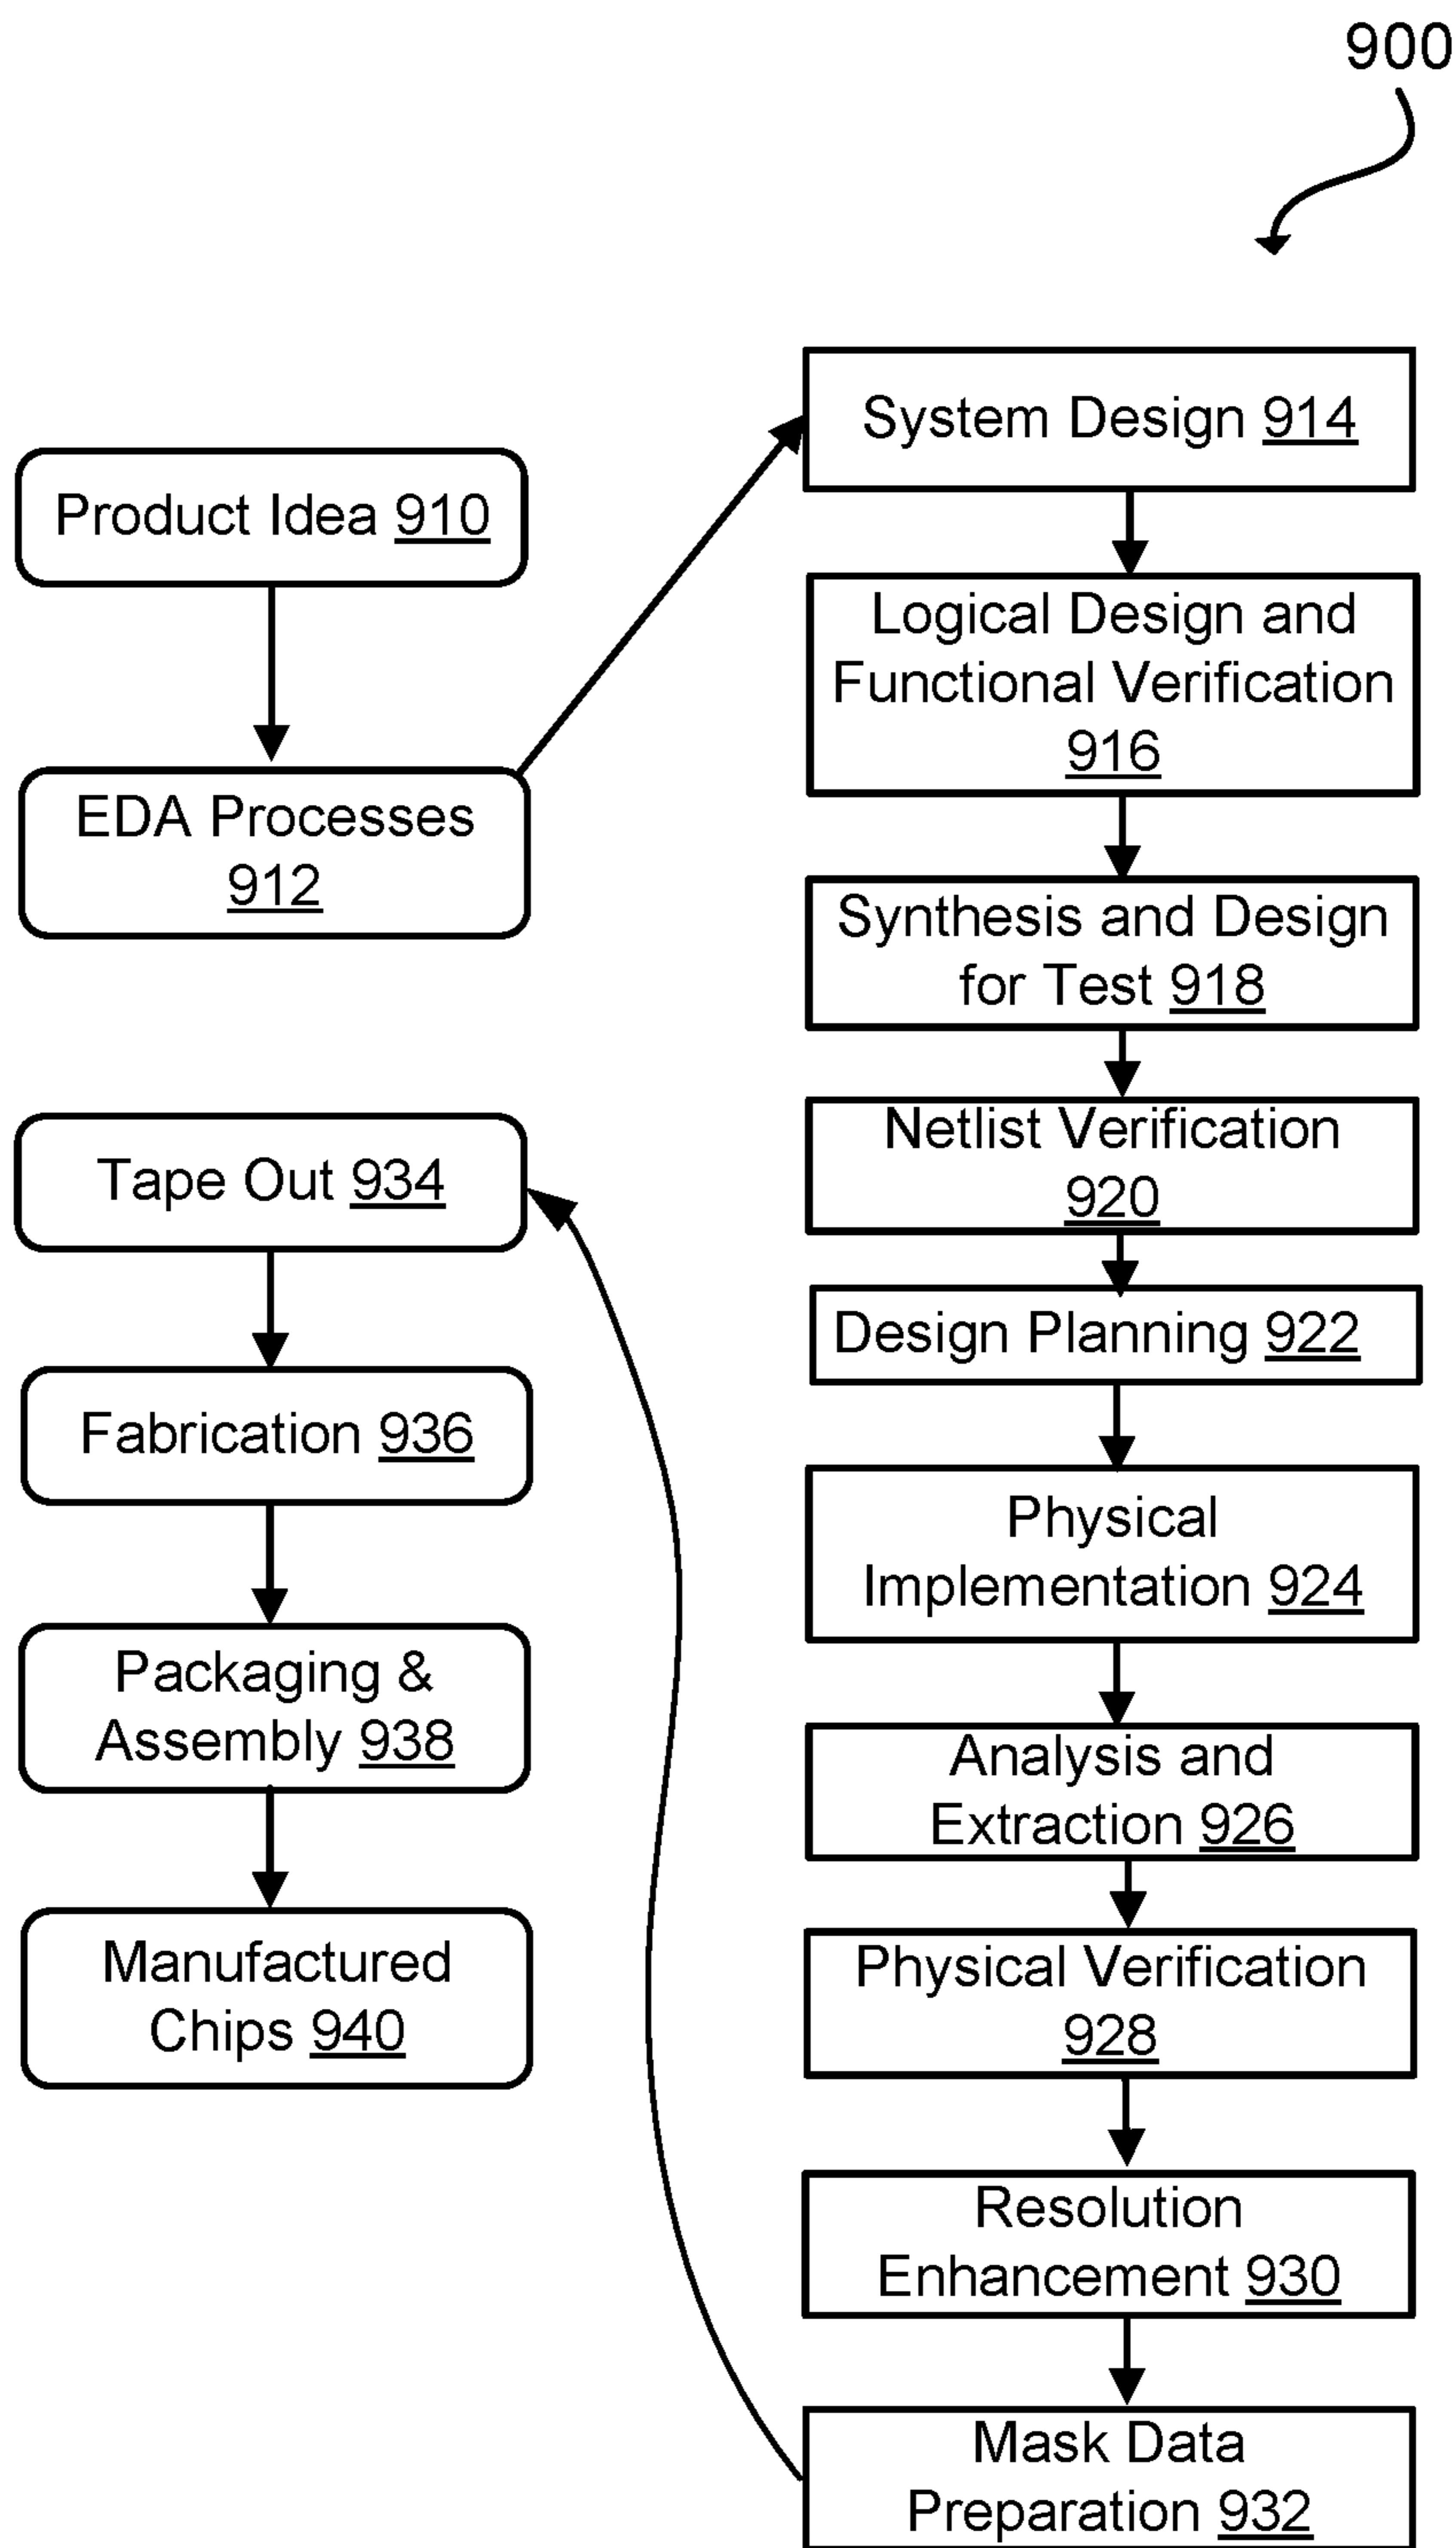 900
Product Idea 910
EDA Processes
912
System Design 914
Logical Design and
Functional Verification
916
Synthesis and Design
for Test 918
Netlist Verification
920
Design Planning 922
Physical
Implementation 924
Analysis and
Extraction 926
Physical Verification
928
Resolution
Enhancement 930
Mask Data
Preparation 932
Tape Out 934
Fabrication 936
Packaging &
Assembly 938
Manufactured
Chips 940